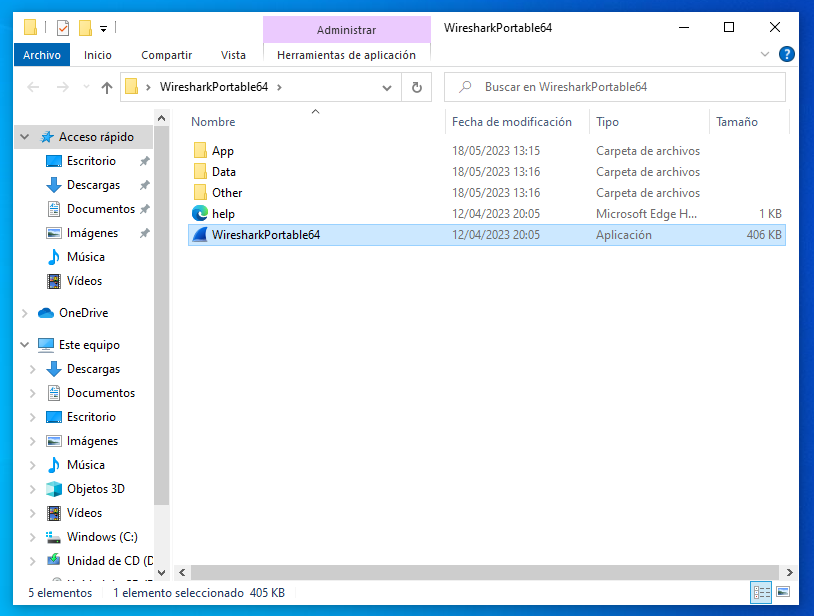 Administrar
WiresharkPortable64
Archivo
Inicio
Compartir
Vista
Herramientas de aplicación
WiresharkPortable64
Buscar en WiresharkPortable64
Nombre
Fecha de modificación
Tipo
Tamaño
App 18/05/2023 13:15 Carpeta de archivos
Data 18/05/2023 13:16 Carpeta de archivos
Other 18/05/2023 13:16 Carpeta de archivos
help 12/04/2023 20:05 Microsoft Edge H... 1 KB
WiresharkPortable64 12/04/2023 20:05 Aplicación 406 KB
Acceso rápido
Escritorio
Descargas
Documentos
Imágenes
Música
Vídeos
OneDrive
Este equipo
Descargas
Documentos
Escritorio
Imágenes
Música
Objetos 3D
Vídeos
Windows (C:)
Unidad de CD (D
5 elementos
1 elemento seleccionado 405 KB